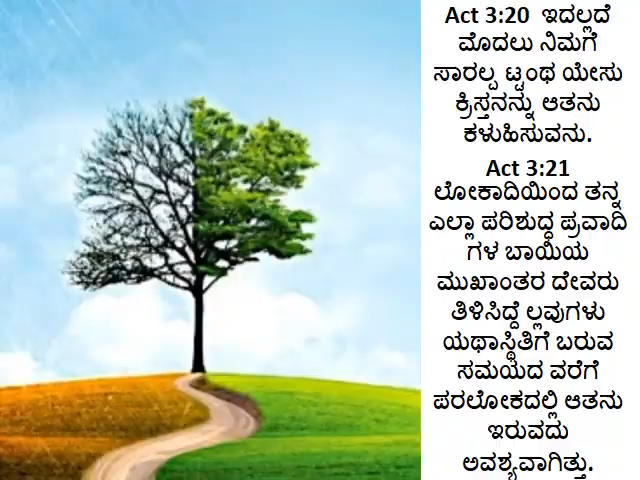 Act 3:20 ಇದಲ್ಲದೆ
ಮೊದಲು ನಿಮಗೆ
ಸಾರಲ್ಪ ಟ್ಟಂಥ ಯೇಸು
ಕ್ರಿಸ್ತನನ್ನು ಆತನು
ಕಳುಹಿಸುವನು.
Act 3:21
ಲೋಕಾದಿಯಿಂದ ತನ್ನ
ಎಲ್ಲಾ ಪರಿಶುದ್ಧ ಪ್ರವಾದಿ
ಗಳ ಬಾಯಿಯ
ಮುಖಾಂತರ ದೇವರು
ತಿಳಿಸಿದ್ದೆ ಲ್ಲವುಗಳು
ಯಥಾಸ್ಥಿತಿಗೆ ಬರುವ
ಸಮಯದ ವರೆಗೆ
ಪರಲೋಕದಲ್ಲಿ ಆತನು
ಇರುವದು
ಅವಶ್ಯವಾಗಿತ್ತು.